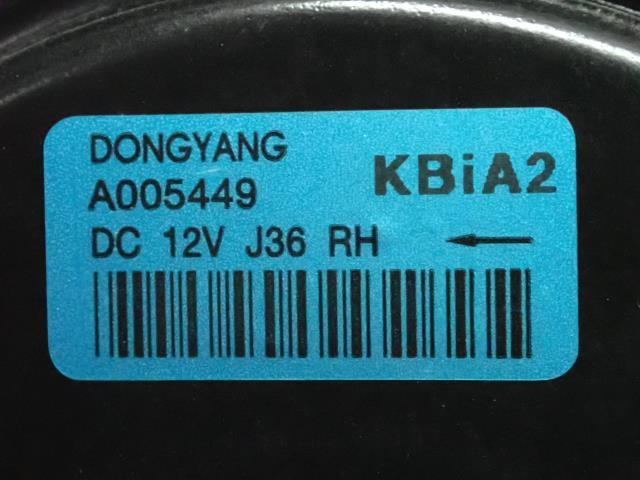 DONGYANG
KBiA2
A005449
DC 12V J36 RH